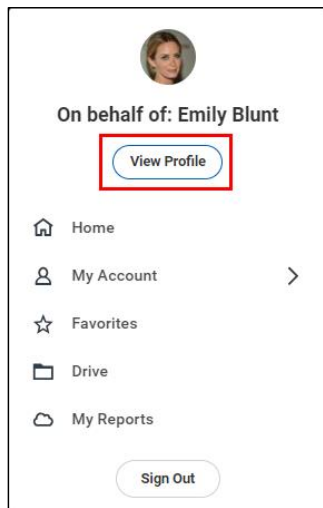 On behalf of: Emily Blunt
View Profile
Home
My Account
Favorites
Drive
My Reports
Sign Out